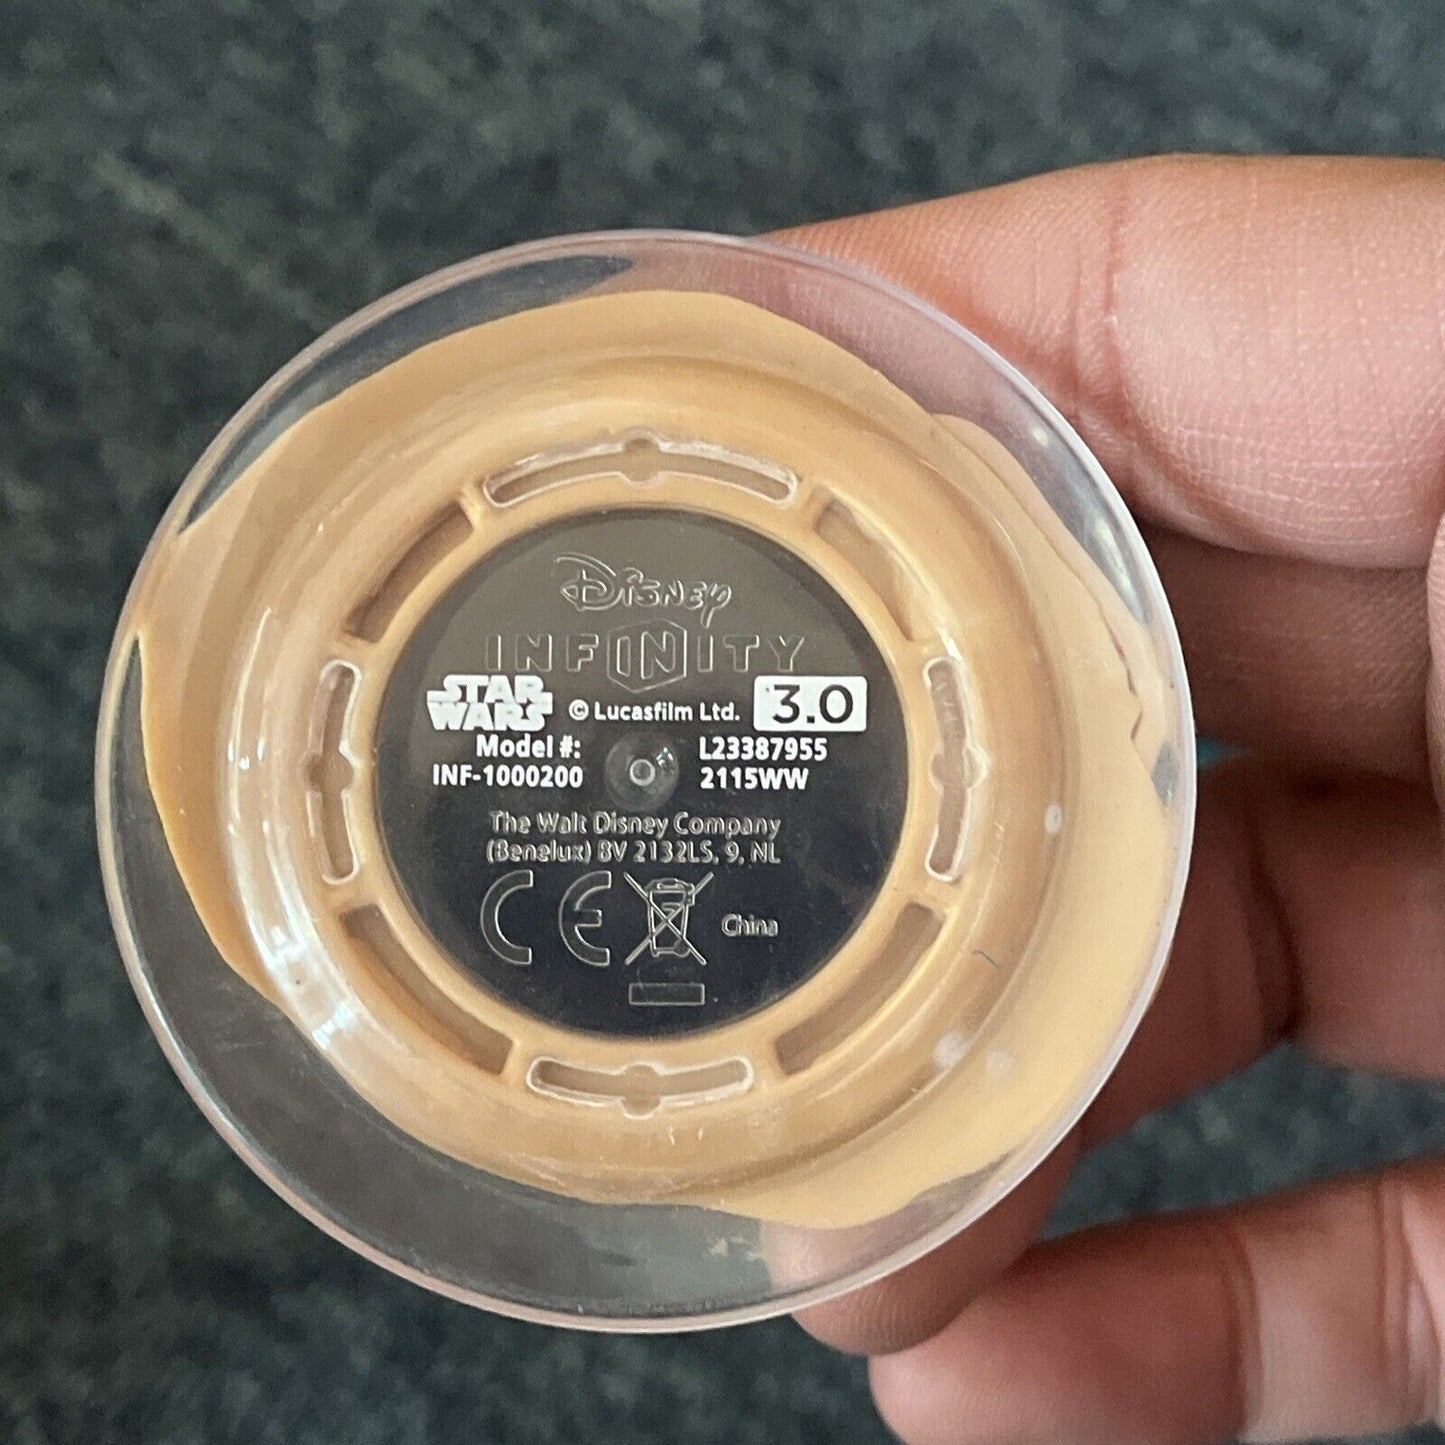 Disney
INFINITY
STAR WARS © Lucasfilm Ltd. 3.0
Model #: L23387955
INF-1000200 2115WW
The Walt Disney Company
(Benelux) BV 2132LS, 9, NL
CE China